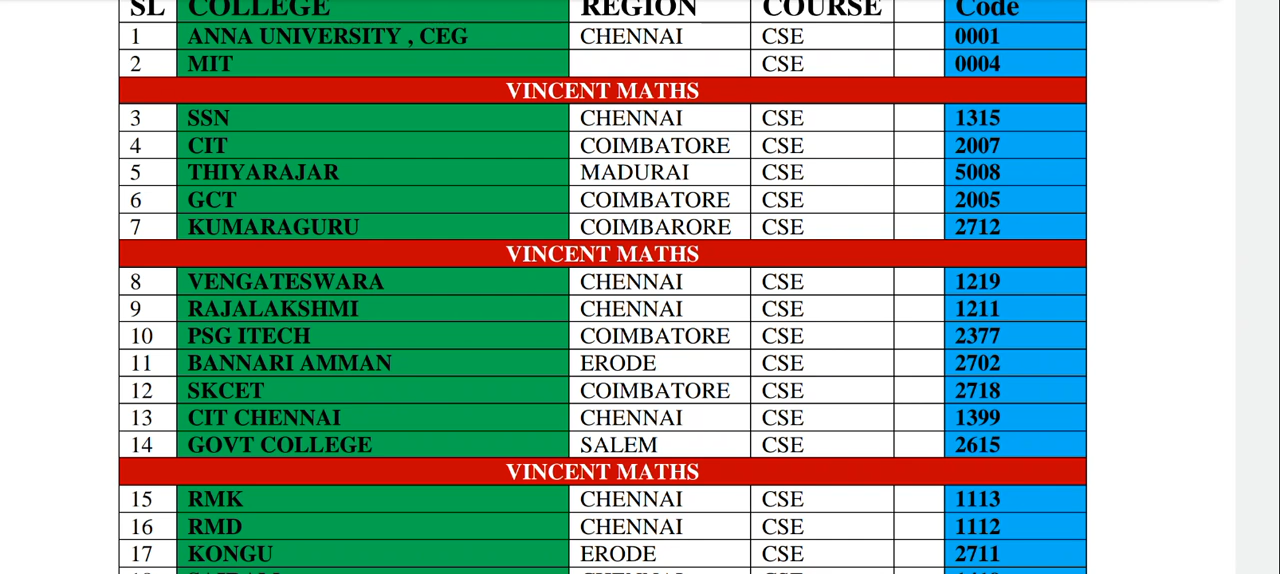 SL COLLEGE REGION COURSE Code
1 ANNA UNIVERSITY , CEG CHENNAI CSE 0001
2 MIT CSE 0004
VINCENT MATHS
3 SSN CHENNAI CSE 1315
4 CIT COIMBATORE CSE 2007
5 THIYARAJAR MADURAI CSE 5008
6 GCT COIMBATORE CSE 2005
7 KUMARAGURU COIMBARORE CSE 2712
VINCENT MATHS
8 VENGATESWARA CHENNAI CSE 1219
9 RAJALAKSHMI CHENNAI CSE 1211
10 PSG ITECH COIMBATORE CSE 2377
11 BANNARI AMMAN ERODE CSE 2702
12 SKCET COIMBATORE CSE 2718
13 CIT CHENNAI CHENNAI CSE 1399
14 GOVT COLLEGE SALEM CSE 2615
VINCENT MATHS
15 RMK CHENNAI CSE 1113
16 RMD CHENNAI CSE 1112
17 KONGU ERODE CSE 2711